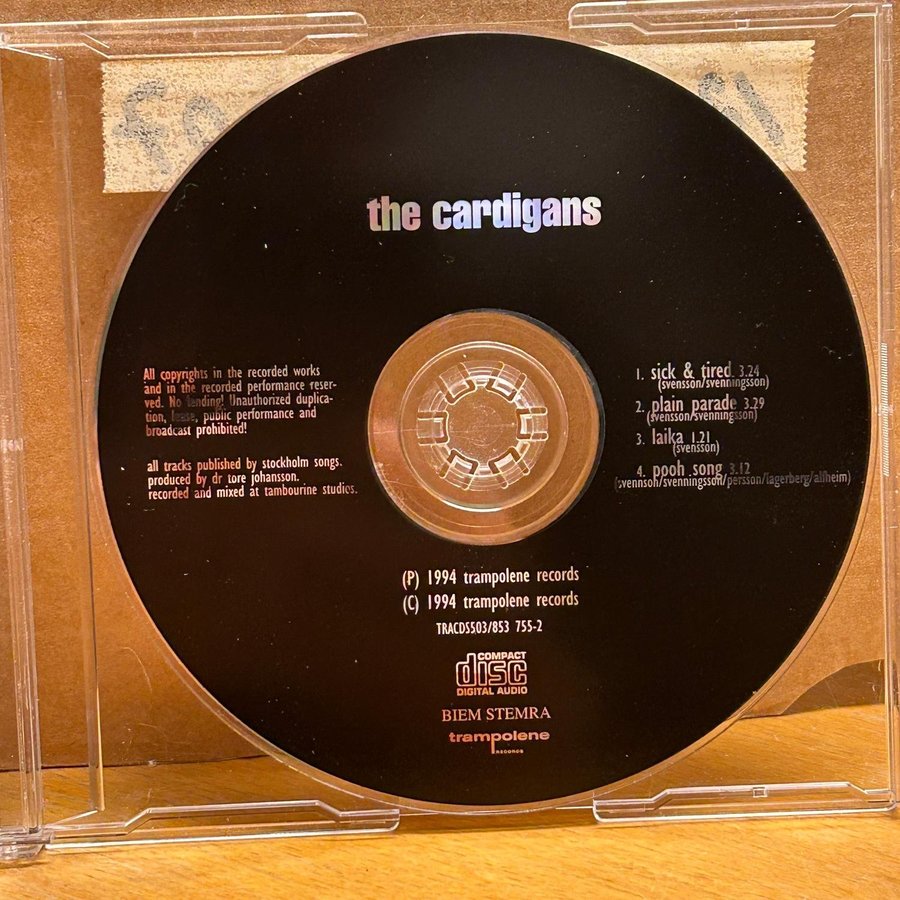 the cardigans
All copyrights in the recorded works
and in the recorded performance reser-
ved. No lending! Unauthorized duplica-
tion, lease, public performance and
broadcast prohibited!
all tracks published by stockholm songs.
produced by dr tore johansson.
recorded and mixed at tambourine studios.
1. sick & tired 3.24
(svensson/svenningsson)
2. plain parade 3.29
(svensson/svenningsson)
3. laika 1.21
(svensson)
4. pooh song 3.12
(svennsoh/svenningsson/persson/lagerberg/alfheim)
(P) 1994 trampolene records
(C) 1994 trampolene records
TRACDS503/853 755-2
COMPACT
disc
DIGITAL AUDIO
BIEM STEMRA
trampolene
RECORDS